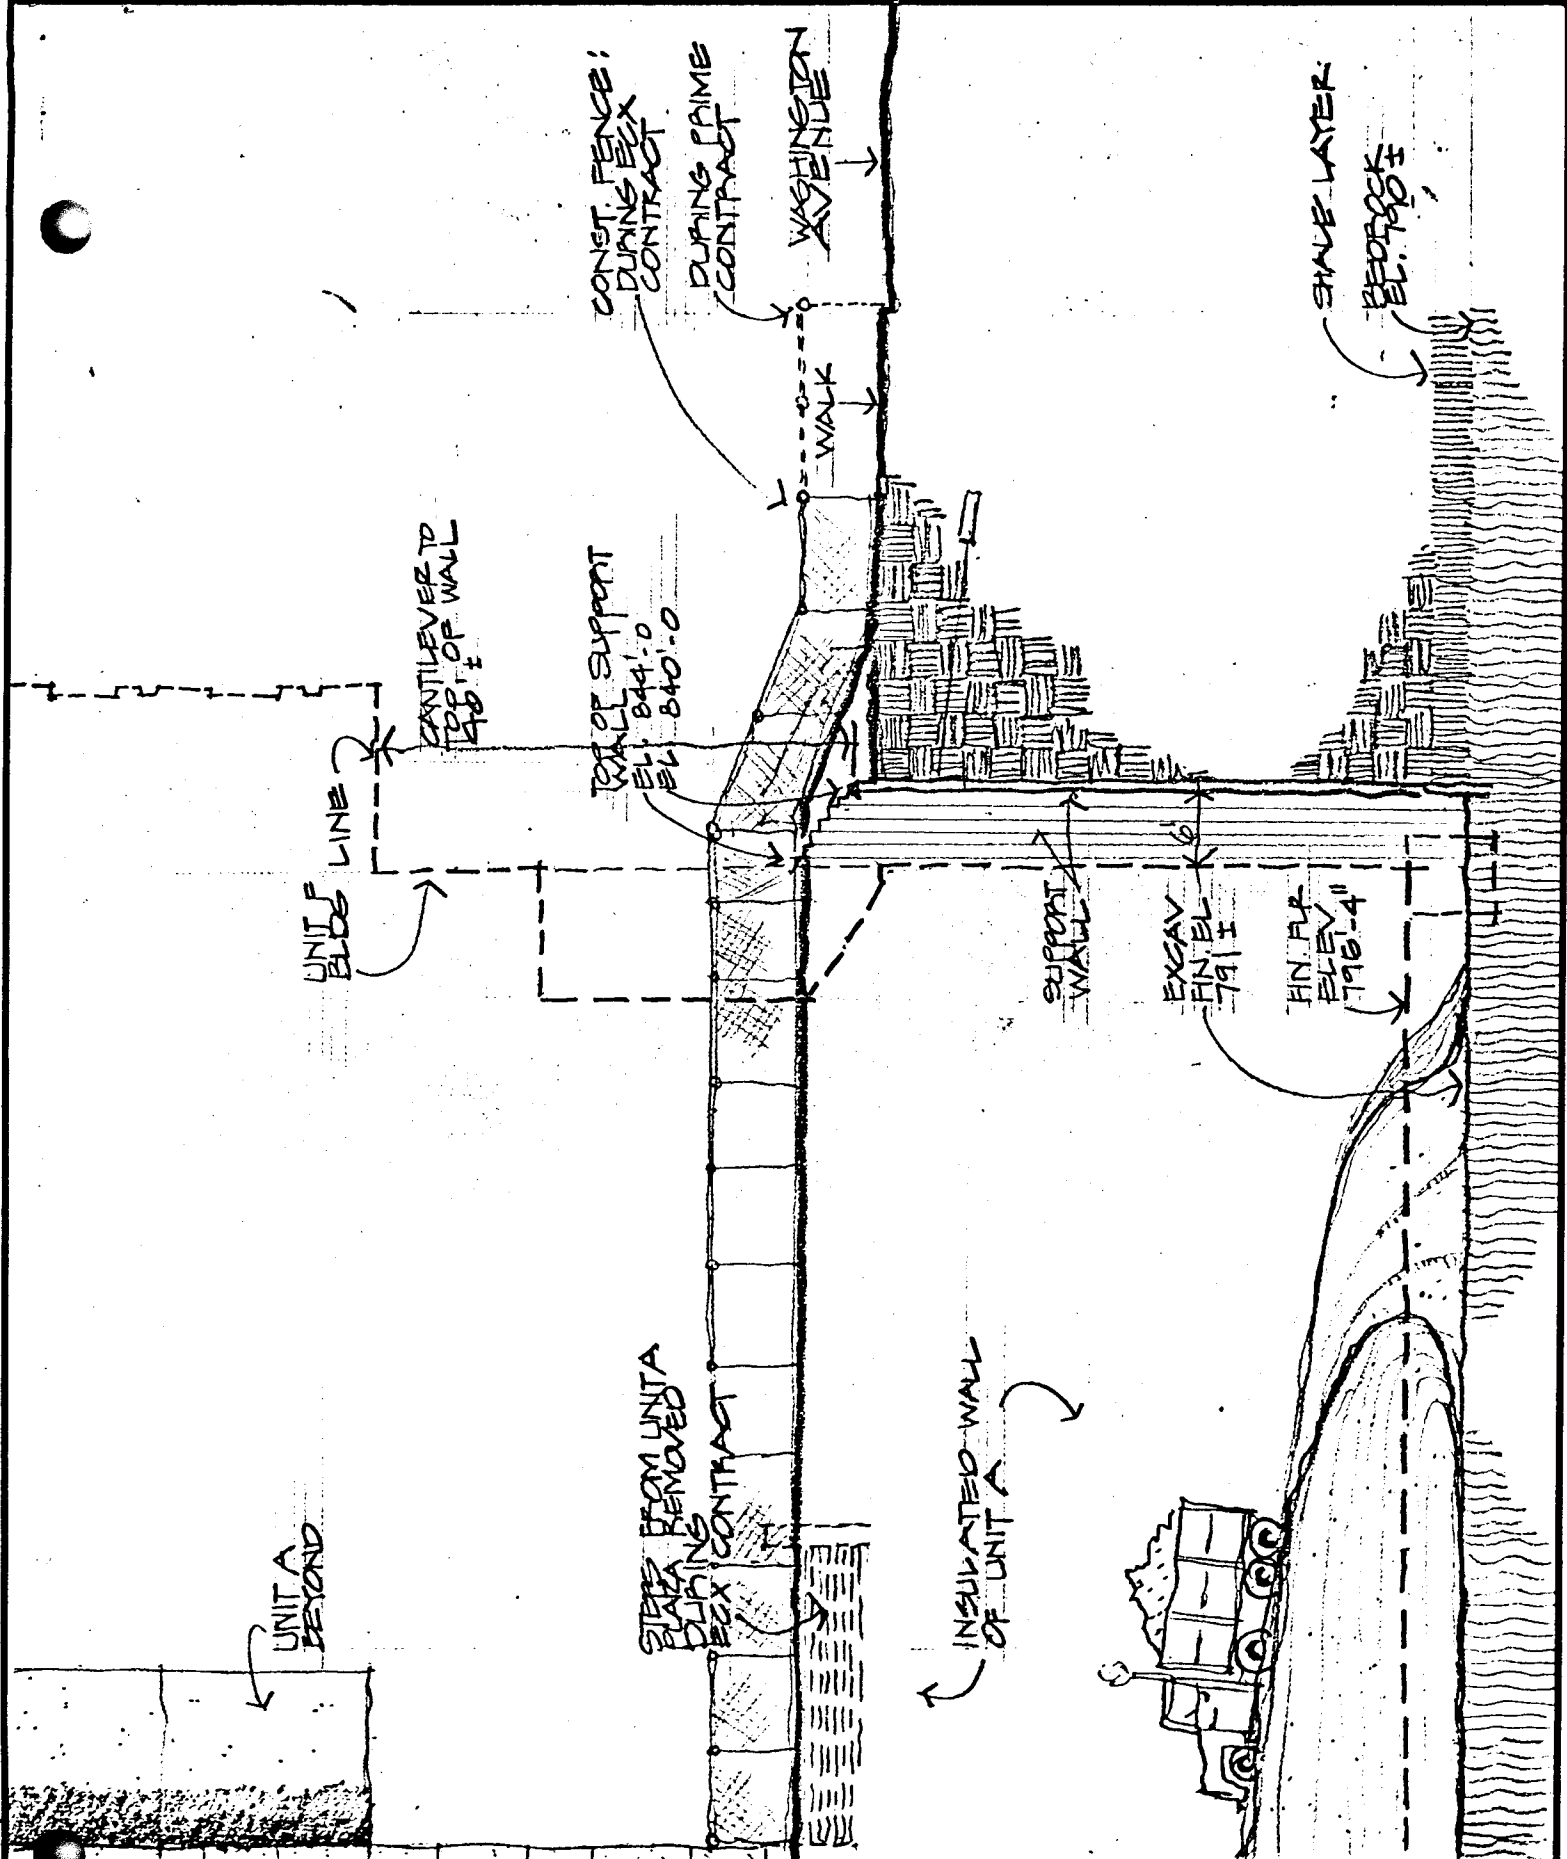 CONST. FENCE:
DURING EGX
CONTRACT
DURING PRIME
CONTRACT
WASHINGTON
AVENUE
WALK
SHALE LAYER:
BEDROCK
EL. 790 ±
CANTILEVER TO
TOP OF WALL
46' ±
TOP OF SUPPORT
WALL
EL. 844'-0
EL. 840'-0
UNIT F
BLDG LINE
6'
SUPPORT
WALL
EXCAV
FIN. EL
791 ±
FIN. FLR
ELEV
796'-4"
UNIT A
BEYOND
STEPS FROM UNIT A
PLAZA REMOVED
DURING
EGX CONTRACT
INSULATED WALL
OF UNIT A